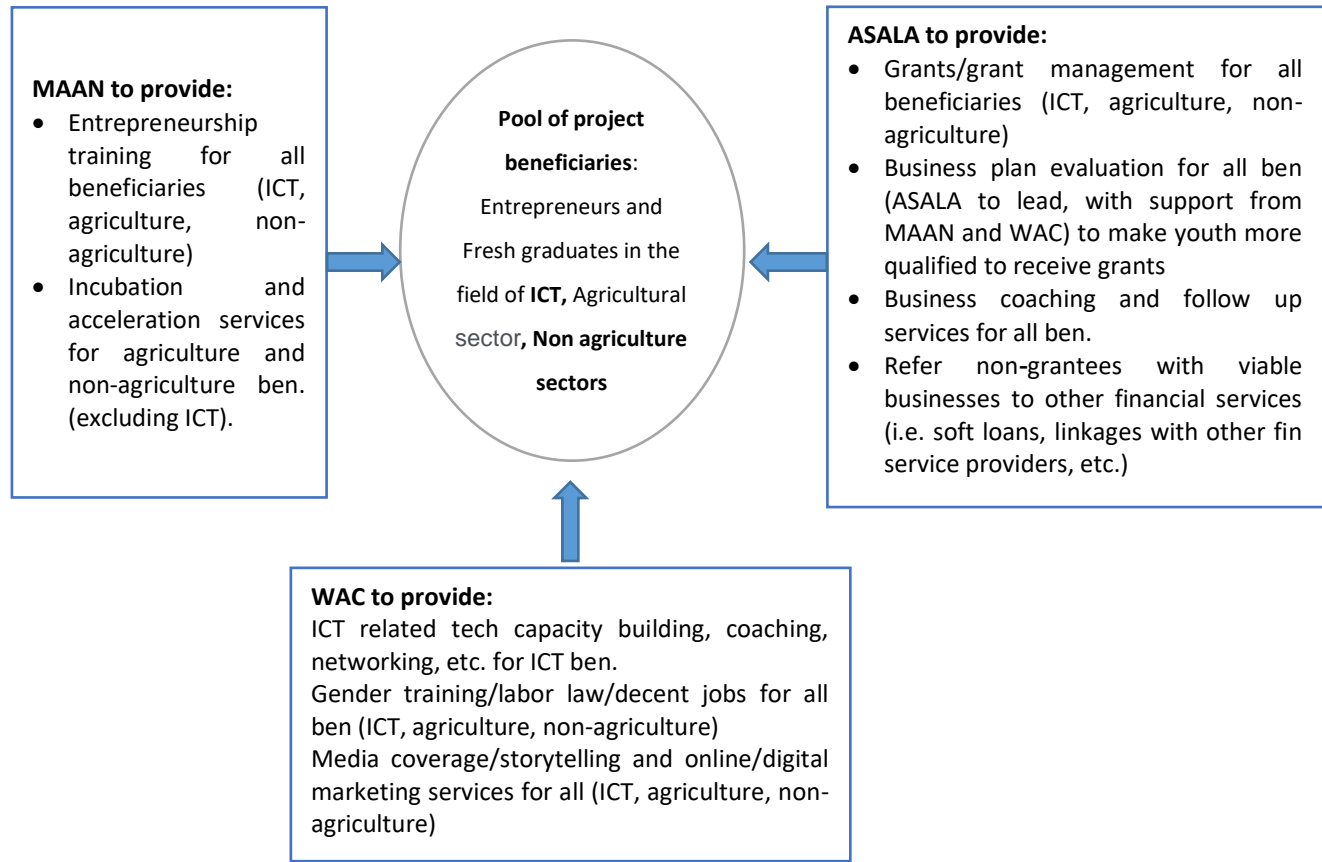 MAAN to provide:
• Entrepreneurship
training for all
beneficiaries (ICT,
agriculture, non-
agriculture)
• Incubation and
acceleration services
for agriculture and
non-agriculture ben.
(excluding ICT).
Pool of project
beneficiaries:
Entrepreneurs and
Fresh graduates in the
field of ICT, Agricultural
sector, Non agriculture
sectors
ASALA to provide:
• Grants/grant management for all
beneficiaries (ICT, agriculture, non-
agriculture)
• Business plan evaluation for all ben
(ASALA to lead, with support from
MAAN and WAC) to make youth more
qualified to receive grants
• Business coaching and follow up
services for all ben.
• Refer non-grantees with viable
businesses to other financial services
(i.e. soft loans, linkages with other fin
service providers, etc.)
WAC to provide:
ICT related tech capacity building, coaching,
networking, etc. for ICT ben.
Gender training/labor law/decent jobs for all
ben (ICT, agriculture, non-agriculture)
Media coverage/storytelling and online/digital
marketing services for all (ICT, agriculture, non-
agriculture)